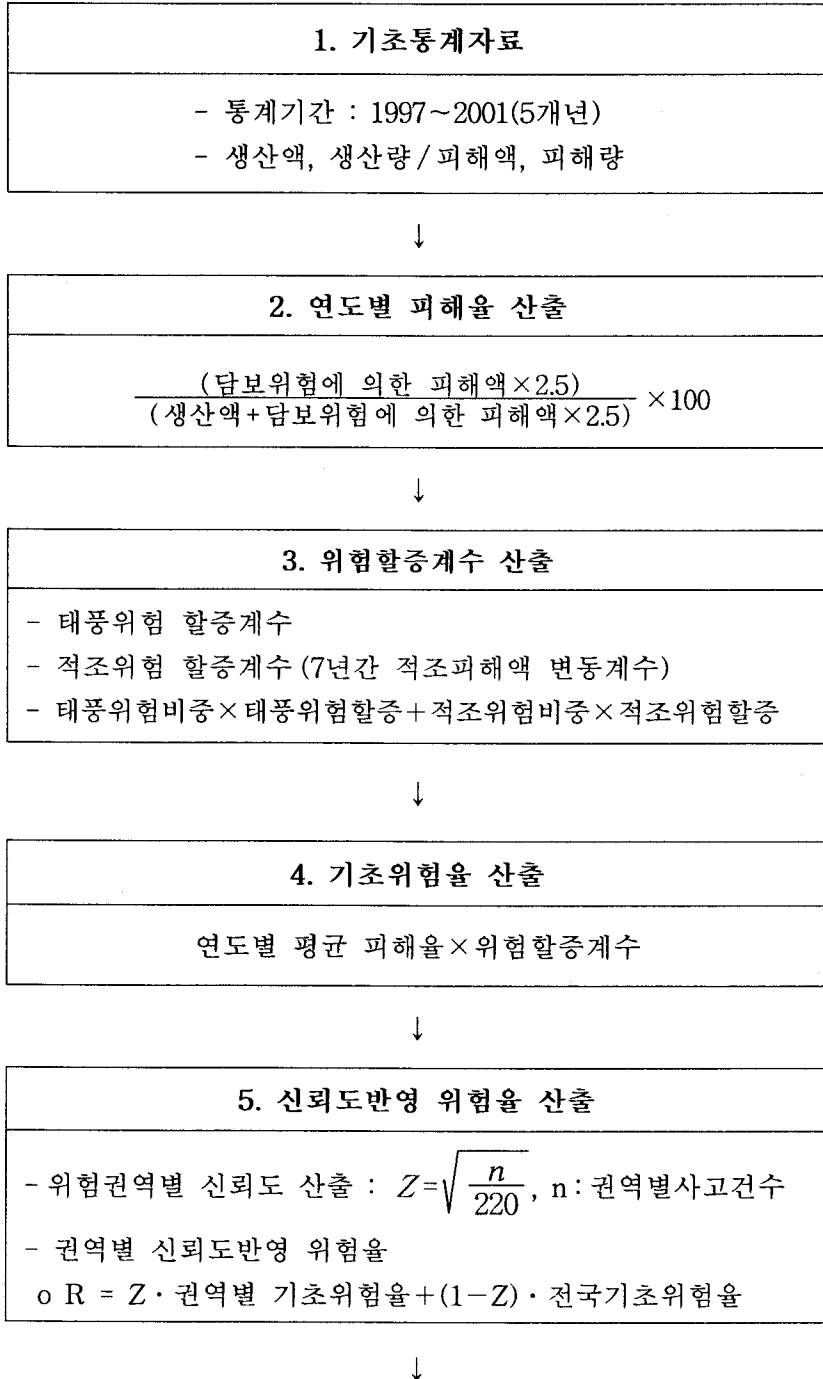 1. 기초통계자료
- 통계기간 : 1997~2001(5개년)
- 생산액, 생산량/피해액, 피해량
↓
2. 연도별 피해율 산출
(담보위험에 의한 피해액×2.5)
(생산액+담보위험에 의한 피해액×2.5) ×100
↓
3. 위험할증계수 산출
- 태풍위험 할증계수
- 적조위험 할증계수 (7년간 적조피해액 변동계수)
- 태풍위험비중×태풍위험할증+적조위험비중×적조위험할증
↓
4. 기초위험율 산출
연도별 평균 피해율×위험할증계수
↓
5. 신뢰도반영 위험율 산출
- 위험권역별 신뢰도 산출 : Z=√(n/220), n:권역별사고건수
- 권역별 신뢰도반영 위험율
o R = Z·권역별 기초위험율+(1-Z)·전국기초위험율
↓